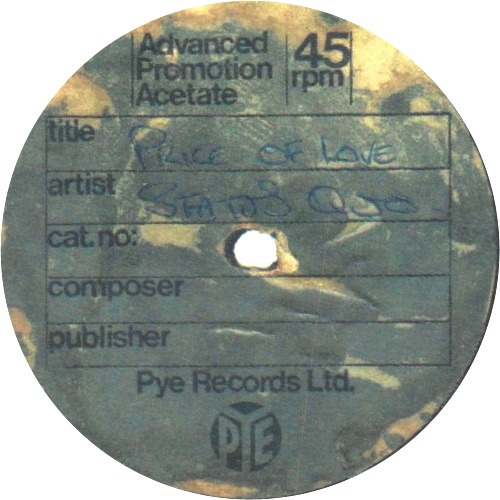 Advanced
Promotion
Acetate
45
rpm
title PRICE OF LOVE
artist STATUS QUO.
cat.no:
composer
publisher
Pye Records Ltd.
PYE